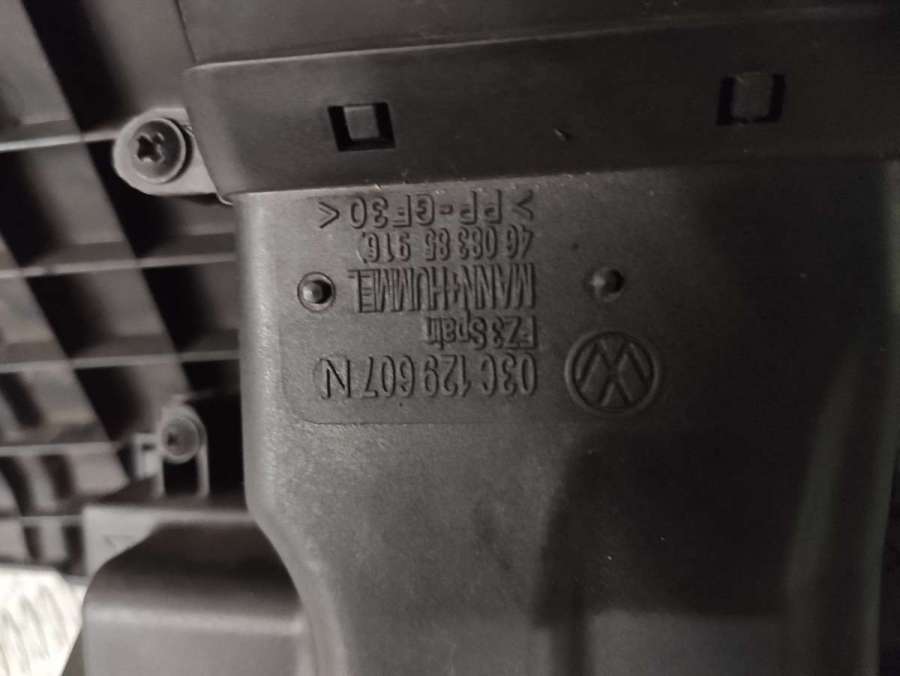 03C 129 607 N
FZ3 Spain
MANN+HUMMEL
46 083 85 916
>PP-GF30<